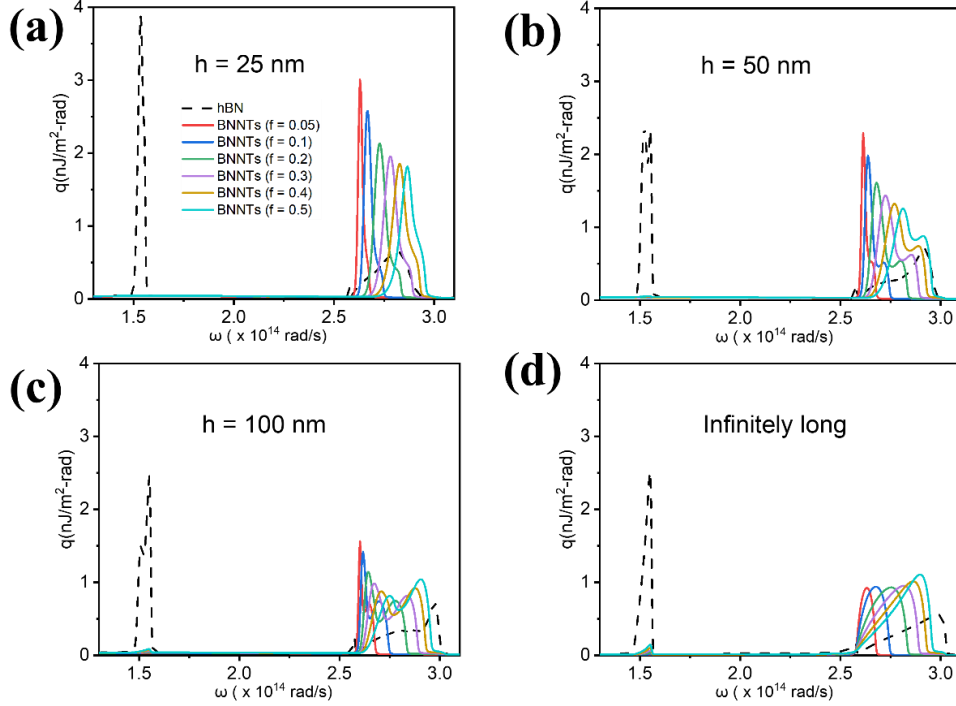 (a)
4
3
2
1
0
q(nJ/m²-rad)
h = 25 nm
hBN
BNNTs (f = 0.05)
BNNTs (f = 0.1)
BNNTs (f = 0.2)
BNNTs (f = 0.3)
BNNTs (f = 0.4)
BNNTs (f = 0.5)
1.5 2.0 2.5 3.0
ω ( x 10¹⁴ rad/s)
(b)
4
3
2
1
0
q(nJ/m²-rad)
h = 50 nm
1.5 2.0 2.5 3.0
ω ( x 10¹⁴ rad/s)
(c)
4
3
2
1
0
q(nJ/m²-rad)
h = 100 nm
1.5 2.0 2.5 3.0
ω ( x 10¹⁴ rad/s)
(d)
4
3
2
1
0
q(nJ/m²-rad)
Infinitely long
1.5 2.0 2.5 3.0
ω ( x 10¹⁴ rad/s)